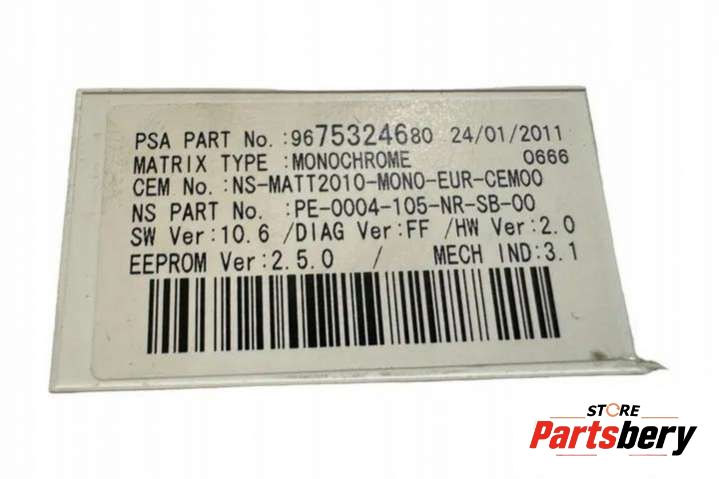 PSA PART No.:9675324680 24/01/2011
MATRIX TYPE :MONOCHROME 0666
CEM No.:NS-MATT2010-MONO-EUR-CEM00
NS PART No. :PE-0004-105-NR-SB-00
SW Ver:10.6 /DIAG Ver:FF /HW Ver:2.0
EEPROM Ver:2.5.0 / MECH IND:3.1
STORE
Partsbery